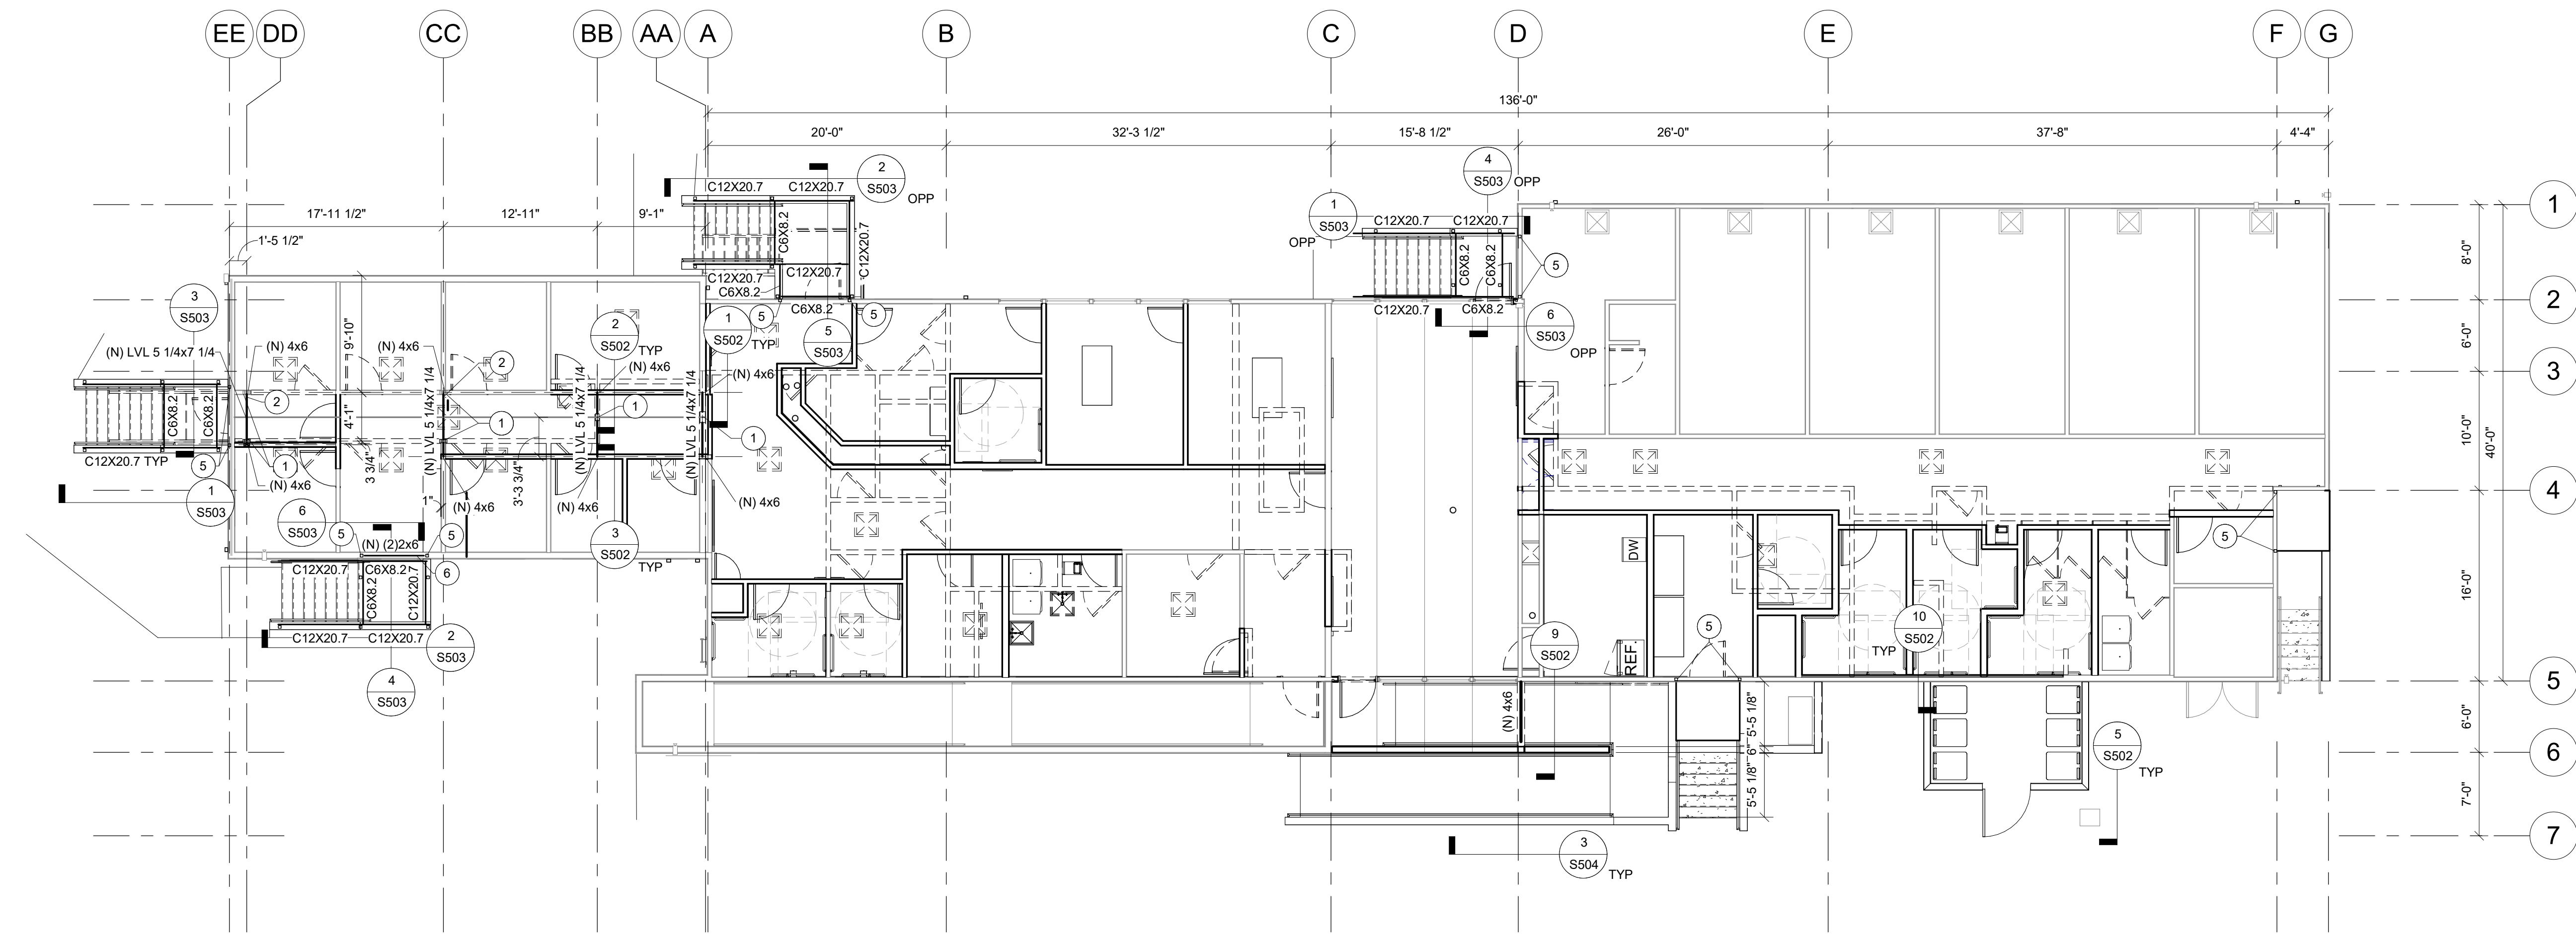 EE DD CC BB AA A B C D E F G
136'-0"
20'-0" 32'-3 1/2" 15'-8 1/2" 26'-0" 37'-8" 4'-4"
17'-11 1/2" 12'-11" 9'-1"
1'-5 1/2"
2
S503
OPP
C12X20.7 C12X20.7
C6X8.2
C12X20.7
C12X20.7
C12X20.7
C6X8.2
C6X8.2
5
5
5
S503
4
S503
OPP
1
S503
OPP
C12X20.7 C12X20.7
C6X8.2
C6X8.2
C12X20.7
C6X8.2
5
6
S503
OPP
1
2
3
4
5
6
7
8'-0"
6'-0"
10'-0"
40'-0"
16'-0"
6'-0"
7'-0"
3
S503
(N) LVL 5 1/4x7 1/4
(N) 4x6
9'-10"
(N) 4x6
2
2
S502
TYP
(N) 4x6
1
S502
TYP
(N) 4x6
C6X8.2
C6X8.2
2
4'-1"
(N) LVL 5 1/4x7 1/4
1
(N) LVL 5 1/4x7 1/4
1
(N) LVL 5 1/4x7 1/4
1
C12X20.7 TYP
5
1
3 3/4"
3'-3 3/4"
(N) 4x6
1
S503
1"
(N) 4x6
(N) 4x6
(N) 4x6
6
S503
5
5
(N) (2)2x6
3
S502
TYP
C12X20.7
C6X8.2
C6X8.2
C12X20.7
6
C12X20.7 C12X20.7
2
S503
4
S503
DW
REF.
9
S502
5
10
S502
TYP
5
(N) 4x6
5'-5 1/8"
6"
5'-5 1/8"
5
S502
TYP
3
S504
TYP